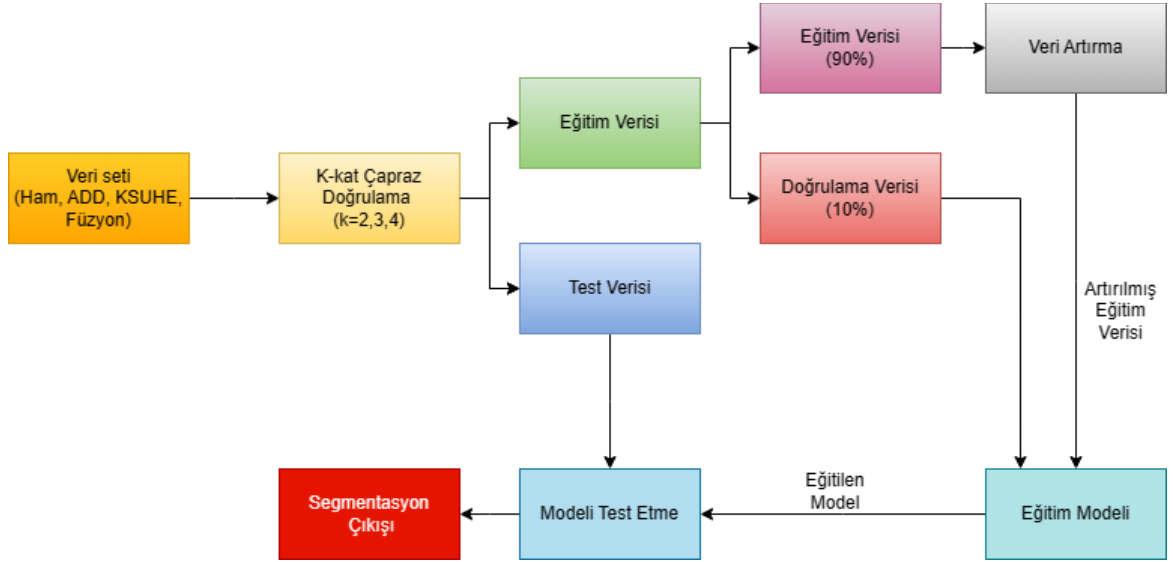 Veri seti
(Ham, ADD, KSUHE,
Füzyon)
K-kat Çapraz
Doğrulama
(k=2,3,4)
Eğitim Verisi
Test Verisi
Eğitim Verisi
(90%)
Doğrulama Verisi
(10%)
Veri Artırma
Artırılmış
Eğitim
Verisi
Eğitim Modeli
Eğitilen
Model
Modeli Test Etme
Segmentasyon
Çıkışı